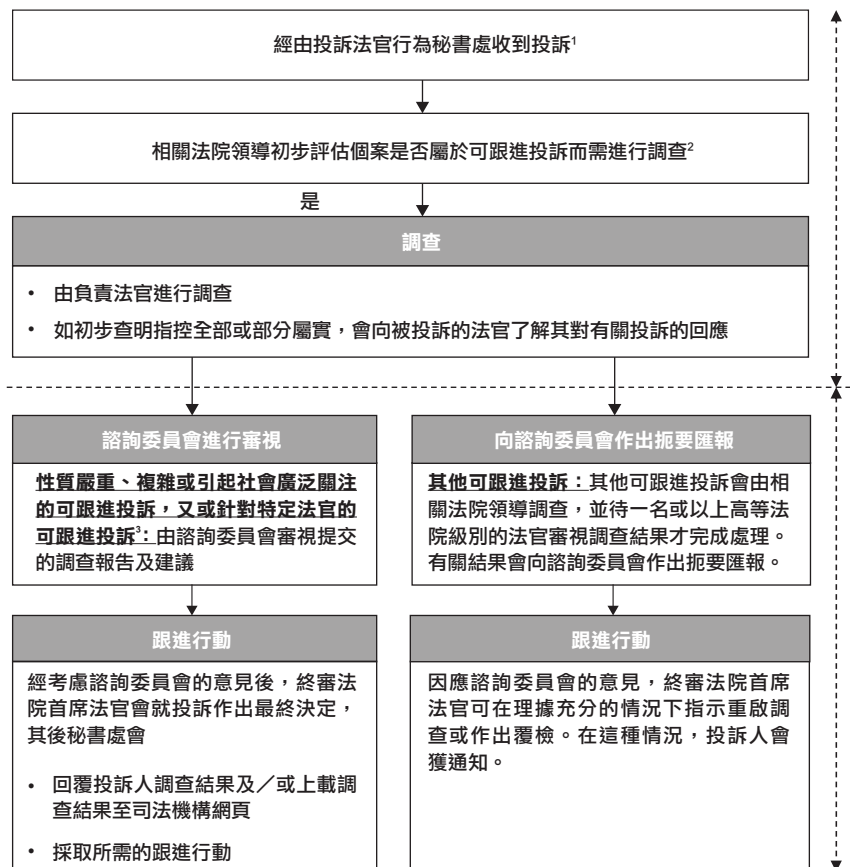 經由投訴法官行為秘書處收到投訴1
相關法院領導初步評估個案是否屬於可跟進投訴而需進行調查2
是
調查
• 由負責法官進行調查
• 如初步查明指控全部或部分屬實，會向被投訴的法官了解其對有關投訴的回應
諮詢委員會進行審視
性質嚴重、複雜或引起社會廣泛關注
的可跟進投訴，又或針對特定法官的
可跟進投訴3：由諮詢委員會審視提交
的調查報告及建議
向諮詢委員會作出扼要匯報
其他可跟進投訴：其他可跟進投訴會由相
關法院領導調查，並待一名或以上高等法
院級別的法官審視調查結果才完成處理。
有關結果會向諮詢委員會作出扼要匯報。
跟進行動
經考慮諮詢委員會的意見後，終審法
院首席法官會就投訴作出最終決定，
其後秘書處會
• 回覆投訴人調查結果及／或上載調
查結果至司法機構網頁
• 採取所需的跟進行動
跟進行動
因應諮詢委員會的意見，終審法院首席
法官可在理據充分的情況下指示重啟調
查或作出覆檢。在這種情況，投訴人會
獲通知。